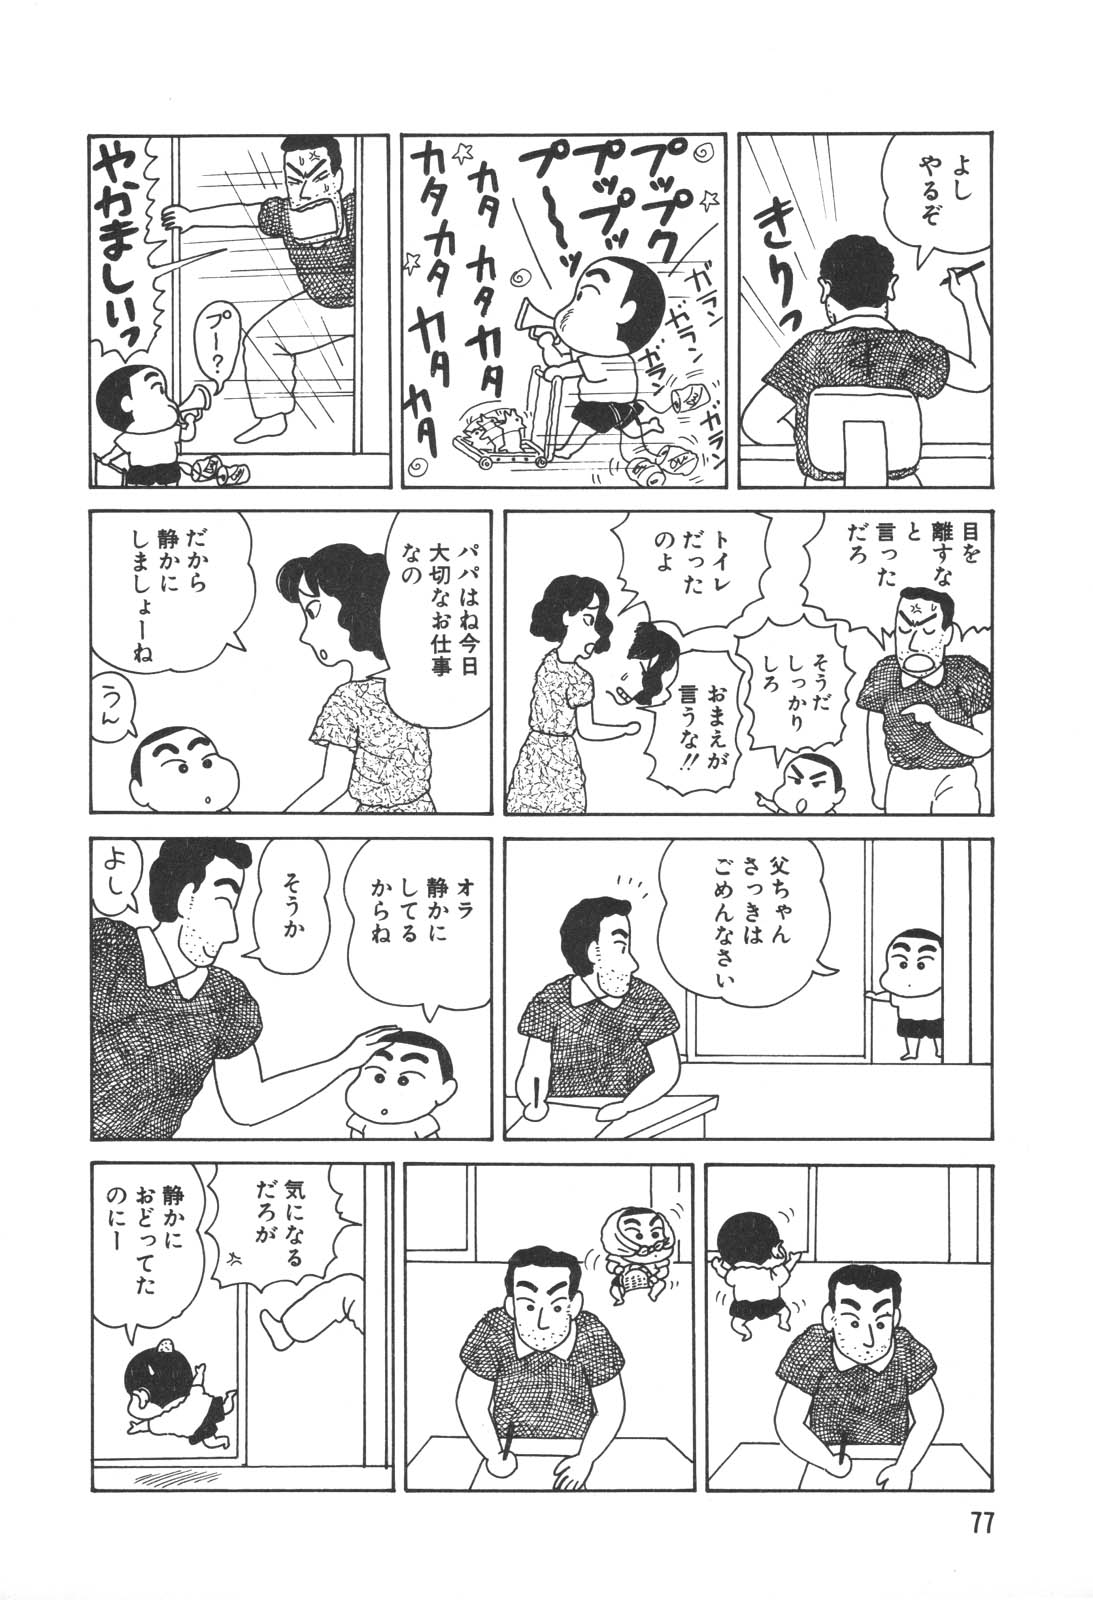 よし
やるぞ
きりっ
プップク
プップッ
プ〜〜ッ
ガラン
ガラン
ガラン
ガラン
カタ カタ カタ
カタ カタ カタ カタ カタ
やかましいっ
プー?
目を
離すな
と
言った
だろ
そうだ
しっかり
しろ
トイレ
だった
のよ
おまえが
言うな!!
パパはね今日
大切なお仕事
なの
だから
静かに
しましょーね
うん
父ちゃん
さっきは
ごめんなさい
オラ
静かに
してる
からね
そうか
よし
気になる
だろが
静かに
おどってた
のにー
77